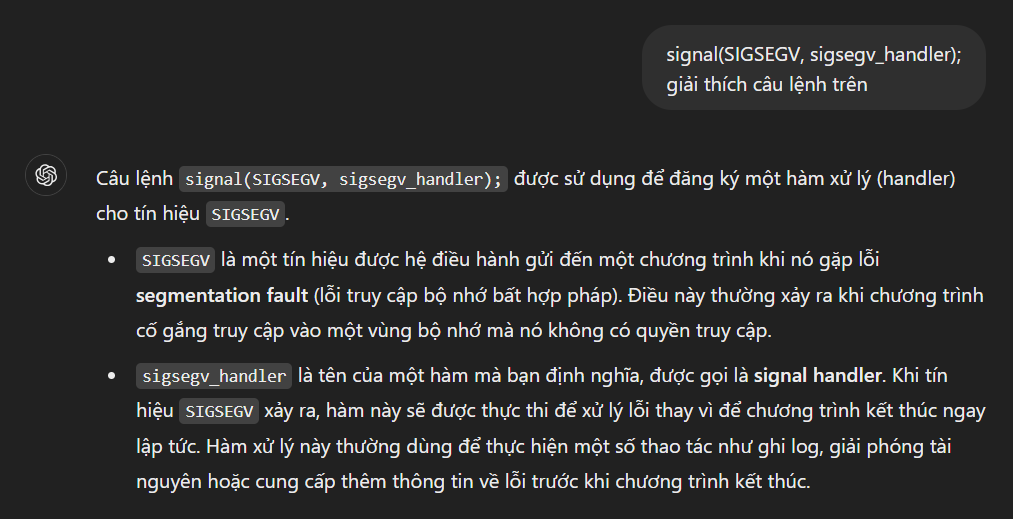 signal(SIGSEGV, sigsegv_handler);
giải thích câu lệnh trên
Câu lệnh signal(SIGSEGV, sigsegv_handler); được sử dụng để đăng ký một hàm xử lý (handler)
cho tín hiệu SIGSEGV.
• SIGSEGV là một tín hiệu được hệ điều hành gửi đến một chương trình khi nó gặp lỗi
segmentation fault (lỗi truy cập bộ nhớ bất hợp pháp). Điều này thường xảy ra khi chương trình
cố gắng truy cập vào một vùng bộ nhớ mà nó không có quyền truy cập.
• sigsegv_handler là tên của một hàm mà bạn định nghĩa, được gọi là signal handler. Khi tín
hiệu SIGSEGV xảy ra, hàm này sẽ được thực thi để xử lý lỗi thay vì để chương trình kết thúc ngay
lập tức. Hàm xử lý này thường dùng để thực hiện một số thao tác như ghi log, giải phóng tài
nguyên hoặc cung cấp thêm thông tin về lỗi trước khi chương trình kết thúc.